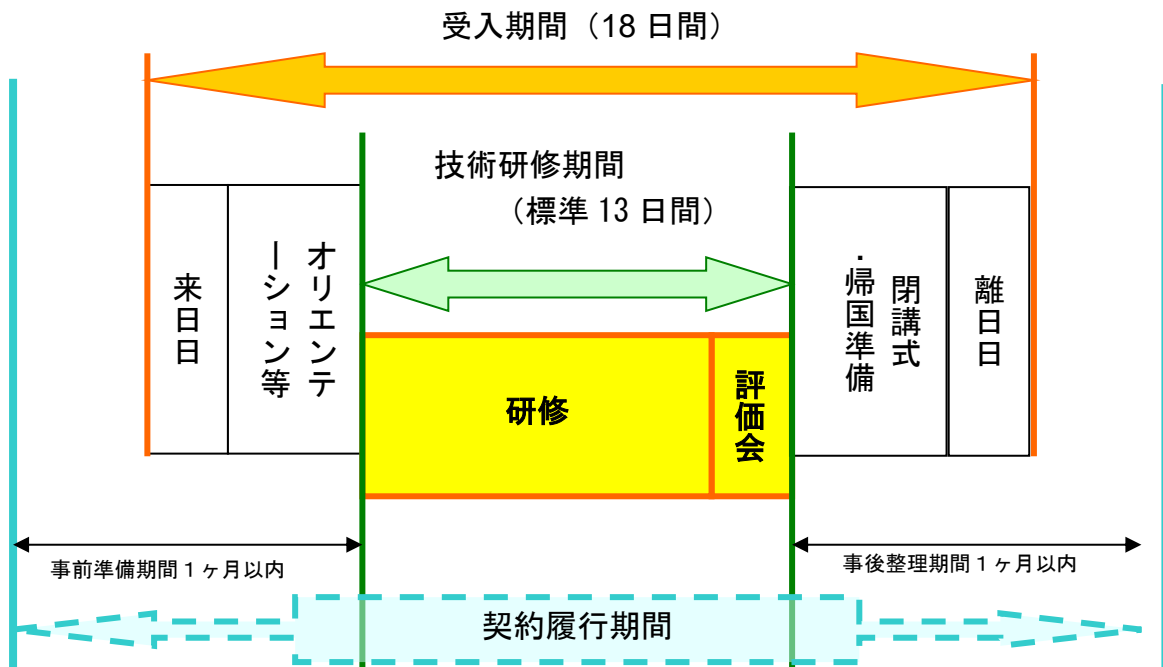 受入期間（18 日間）
技術研修期間
（標準 13 日間）
来日日
オリエンテ
ーション等
研修
評価会
閉講式
・帰国準備
離日日
事前準備期間１ヶ月以内
事後整理期間１ヶ月以内
契約履行期間